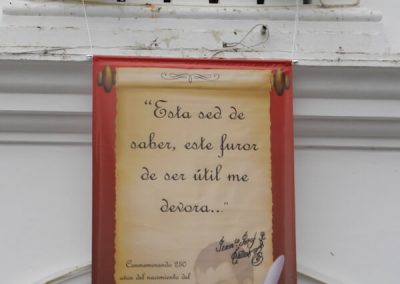 “Esta sed de
saber, este furor
de ser útil me
devora..."
Conmemorando 250
años del nacimiento del